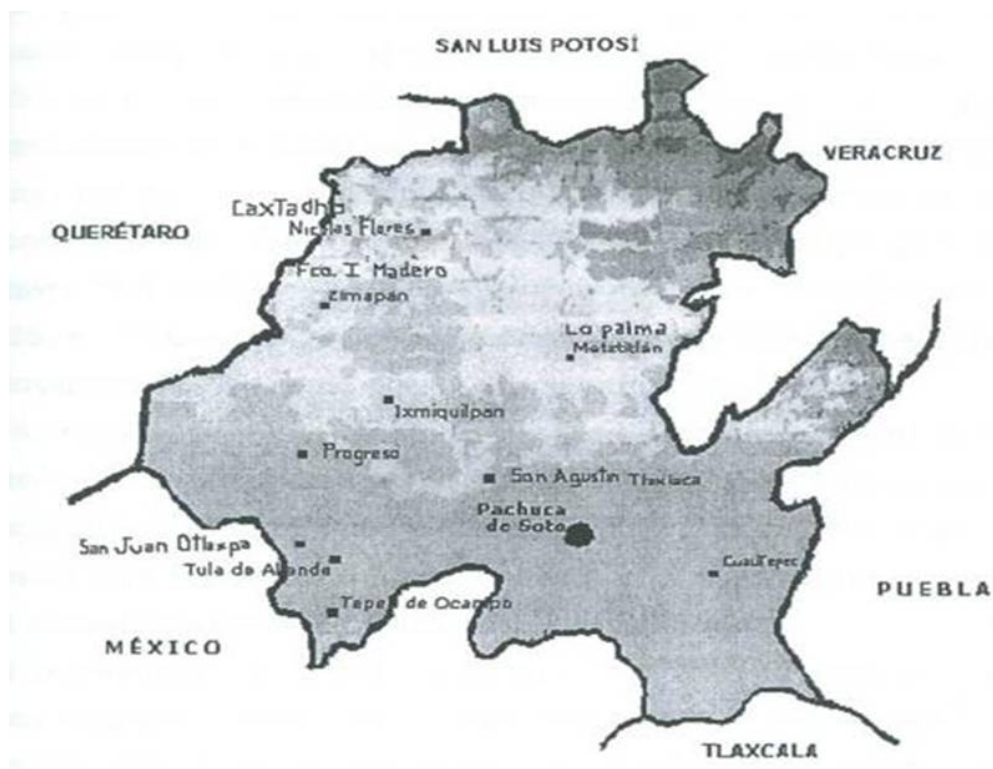 SAN LUIS POTOSÍ
VERACRUZ
CaxTadho
Nicolas Flores
QUERÉTARO
Fco. I Madero
Zimapán
La palma
Metztitlán
Ixmiquilpan
Progreso
San Agustin Tlaxiaca
Pachuca
de Soto
San Juan Otlaxpa
CuauTepec
Tula de Allende
PUEBLA
Tepeji de Ocampo
MÉXICO
TLAXCALA